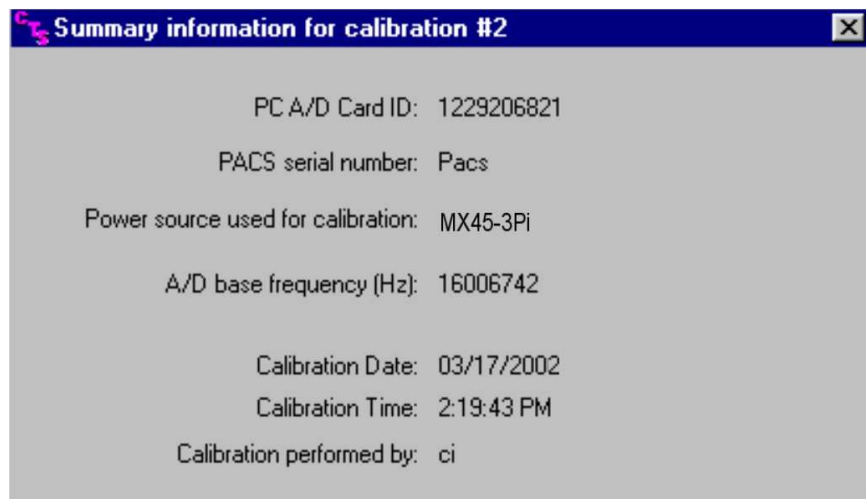 CTS Summary information for calibration #2
PC A/D Card ID: 1229206821
PACS serial number: Pacs
Power source used for calibration: MX45-3Pi
A/D base frequency (Hz): 16006742
Calibration Date: 03/17/2002
Calibration Time: 2:19:43 PM
Calibration performed by: ci